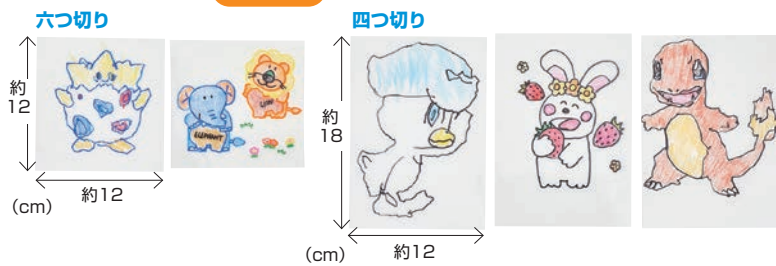 六つ切り
約
12
約12
(cm)
ELEPHANT
LION
四つ切り
約
18
約12
(cm)